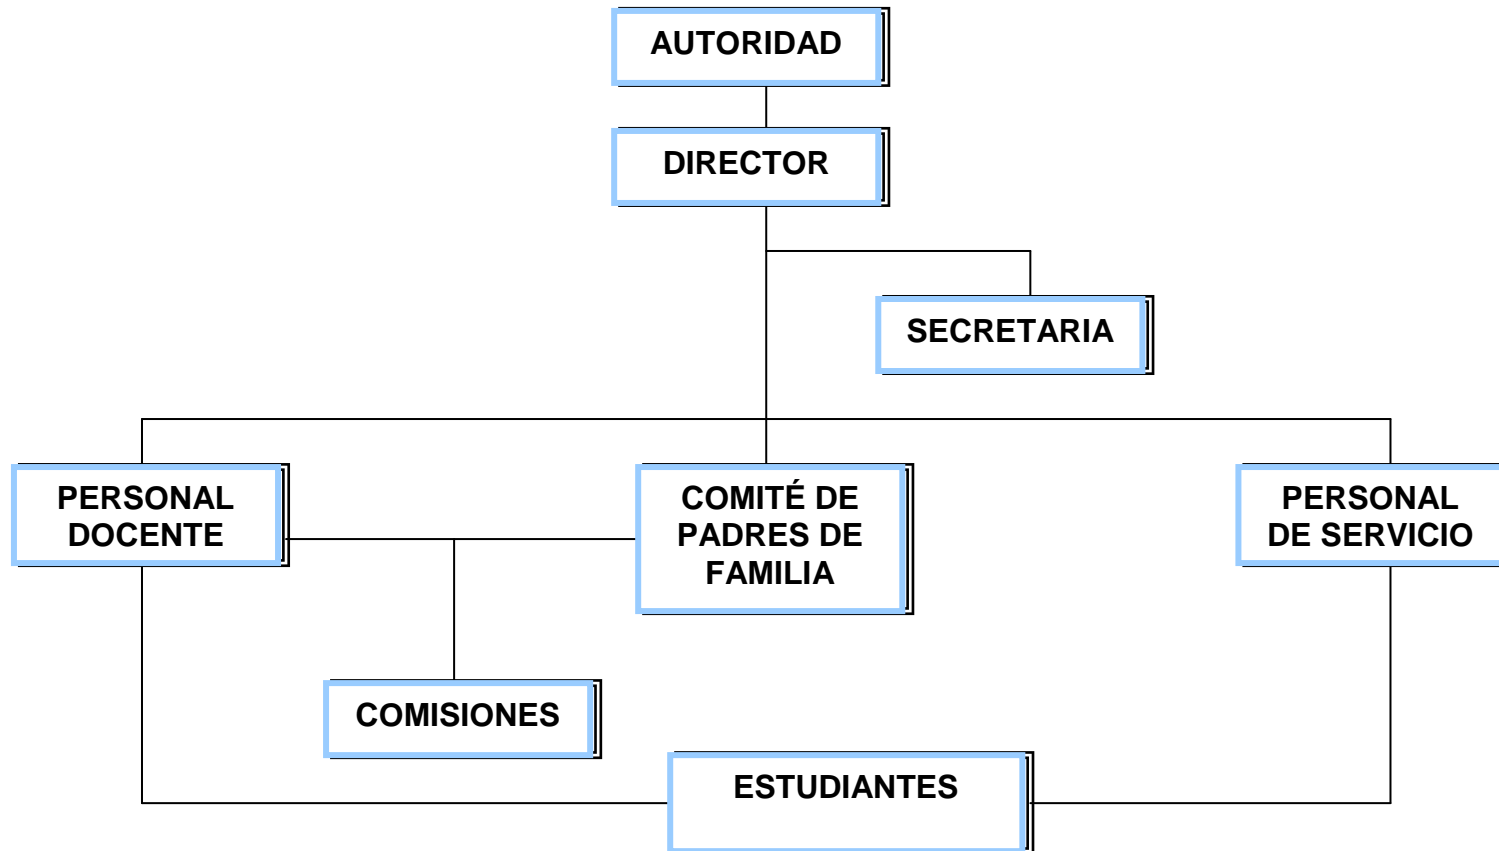 AUTORIDAD
DIRECTOR
SECRETARIA
PERSONAL
DOCENTE
COMITÉ DE
PADRES DE
FAMILIA
PERSONAL
DE SERVICIO
COMISIONES
ESTUDIANTES